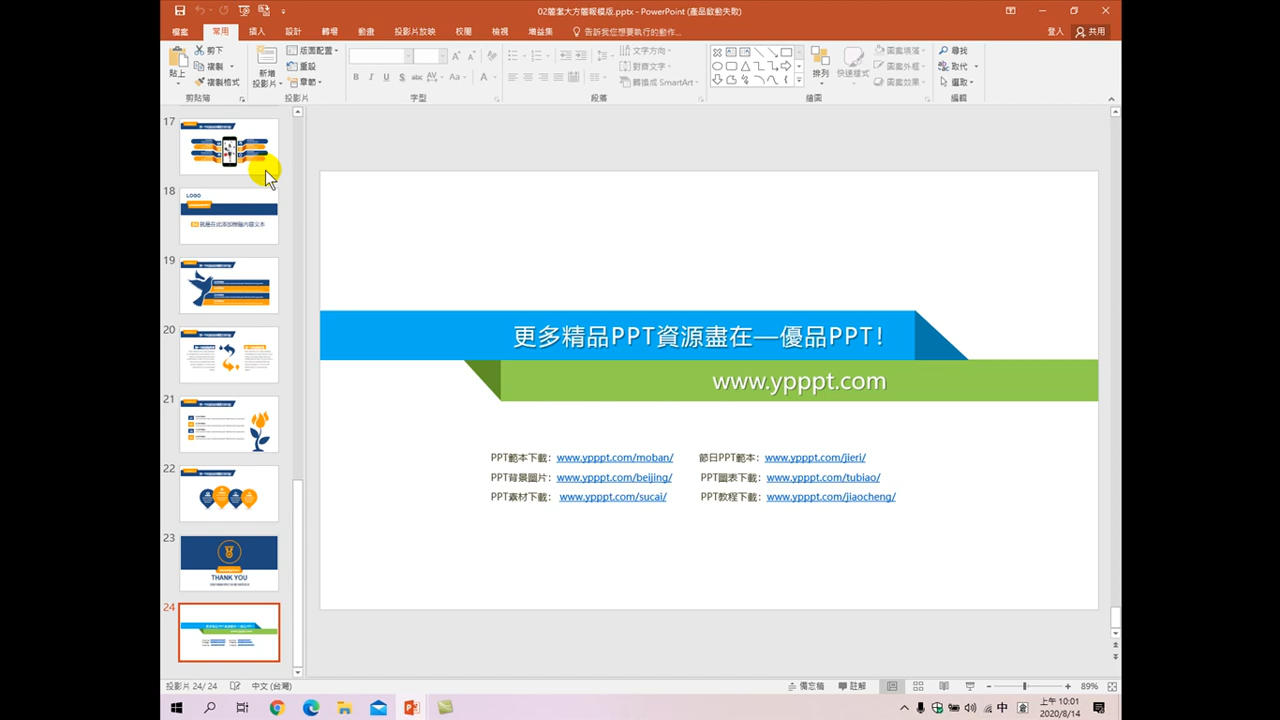 02簡潔大方簡報模版.pptx - PowerPoint (產品啟動失敗)
檔案 常用 插入 設計 轉場 動畫 投影片放映 校閱 檢視 增益集 告訴我您想要執行的動作... 登入 共用
剪下 版面配置 文字方向 圖案填滿 尋找
複製 重設 對齊文字 圖案外框 取代
貼上 複製格式 新增投影片 章節 轉換成 SmartArt 排列 快速樣式 圖案效果 選取
剪貼簿 投影片 字型 段落 繪圖 編輯
17
18
LOGO
19
20
21
22
23
THANK YOU
24
更多精品PPT資源盡在—優品PPT!
www.ypppt.com
PPT範本下載: www.ypppt.com/moban/ 節日PPT範本: www.ypppt.com/jieri/
PPT背景圖片: www.ypppt.com/beijing/ PPT圖表下載: www.ypppt.com/tubiao/
PPT素材下載: www.ypppt.com/sucai/ PPT教程下載: www.ypppt.com/jiaocheng/
投影片 24/ 24 中文 (台灣) 備忘稿 註解 89%
中 上午 10:01
2020/8/14